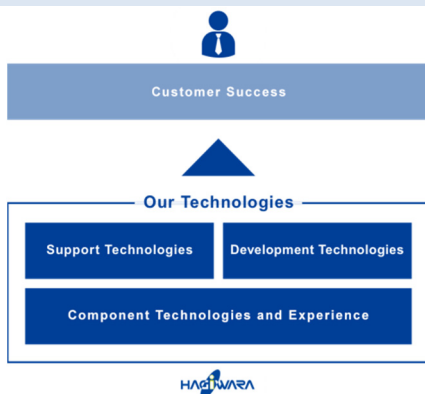 Customer Success
Our Technologies
Support Technologies
Development Technologies
Component Technologies and Experience
HAGIWARA